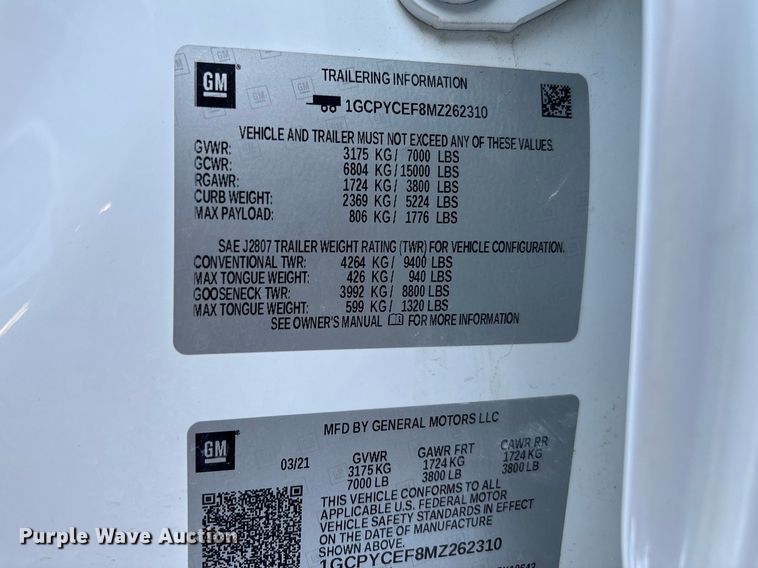 GM
TRAILERING INFORMATION
1GCPYCEF8MZ262310
VEHICLE AND TRAILER MUST NOT EXCEED ANY OF THESE VALUES.
GVWR: 3175 KG/ 7000 LBS
GCWR: 6804 KG/ 15000 LBS
RGAWR: 1724 KG/ 3800 LBS
CURB WEIGHT: 2369 KG/ 5224 LBS
MAX PAYLOAD: 806 KG/ 1776 LBS
SAE J2807 TRAILER WEIGHT RATING (TWR) FOR VEHICLE CONFIGURATION.
CONVENTIONAL TWR: 4264 KG/ 9400 LBS
MAX TONGUE WEIGHT: 426 KG/ 940 LBS
GOOSENECK TWR: 3992 KG/ 8800 LBS
MAX TONGUE WEIGHT: 599 KG/ 1320 LBS
SEE OWNER'S MANUAL FOR MORE INFORMATION
GM
MFD BY GENERAL MOTORS LLC
03/21 GVWR GAWR FRT GAWR RR
3175 KG 1724 KG 1724 KG
7000 LB 3800 LB 3800 LB
THIS VEHICLE CONFORMS TO ALL
APPLICABLE U.S. FEDERAL MOTOR
VEHICLE SAFETY STANDARDS IN EFFECT
ON THE DATE OF MANUFACTURE
SHOWN ABOVE.
1GCPYCEF8MZ262310
Purple Wave Auction